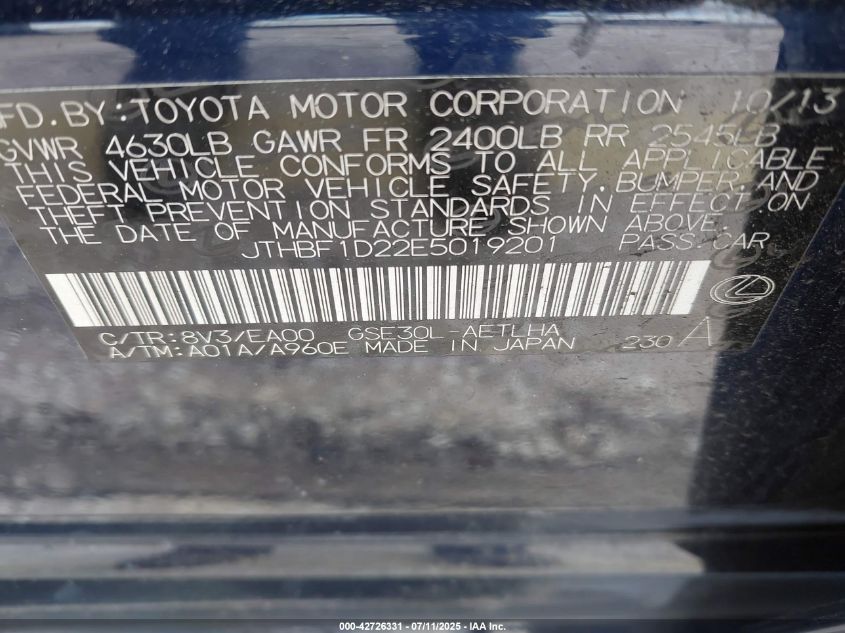 MFD.BY:TOYOTA MOTOR CORPORATION 10/13
GVWR 4630LB GAWR FR 2400LB RR 2545LB
THIS VEHICLE CONFORMS TO ALL APPLICABLE
FEDERAL MOTOR VEHICLE SAFETY,BUMPER,AND
THEFT PREVENTION STANDARDS IN EFFECT ON
THE DATE OF MANUFACTURE SHOWN ABOVE.
JTHBF1D22E5019201 PASS.CAR
C/TR:8V3/EA00 GSE30L-AETLHA
A/TM:A01A/A960E MADE IN JAPAN 230 A
000-42726331 - 07/11/2025 - IAA Inc.